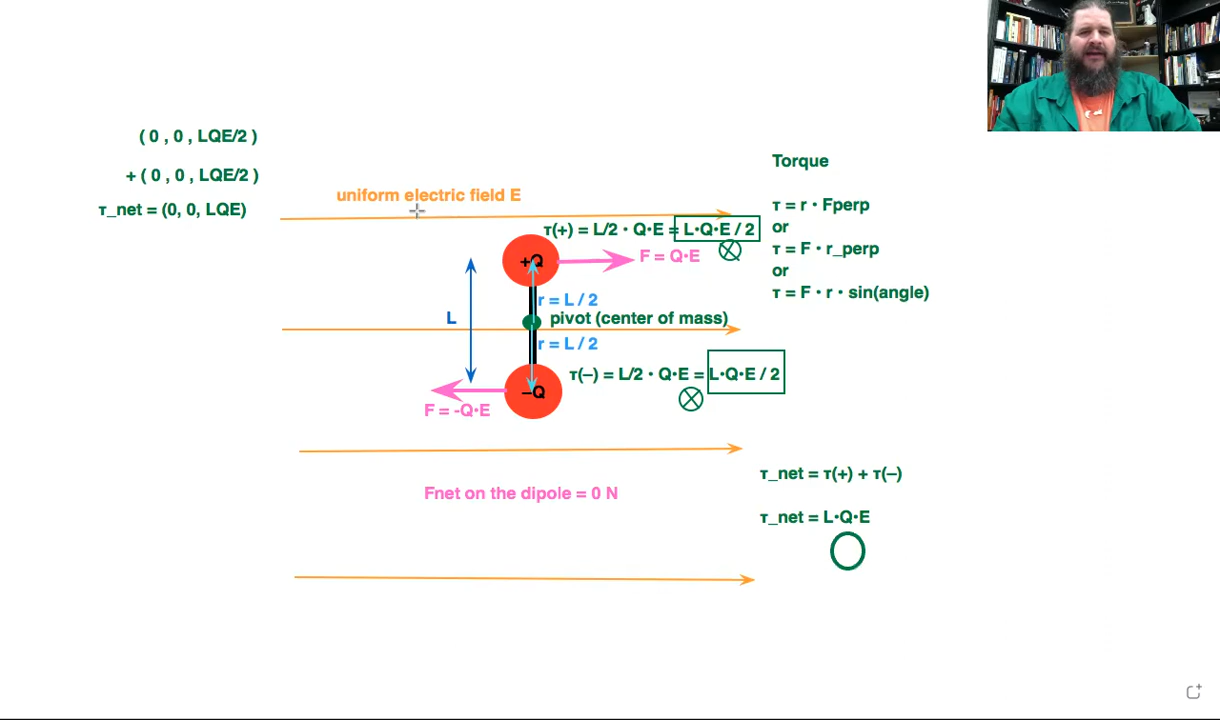 ( 0 , 0 , LQE/2 )
+ ( 0 , 0 , LQE/2 )
τ_net = (0, 0, LQE)
uniform electric field E
Torque
τ = r • Fperp
or
τ = F • r_perp
or
τ = F • r • sin(angle)
τ(+) = L/2 • Q•E = L•Q•E / 2
+Q
F = Q•E
r = L / 2
L
pivot (center of mass)
r = L / 2
τ(–) = L/2 • Q•E = L•Q•E / 2
–Q
F = -Q•E
Fnet on the dipole = 0 N
τ_net = τ(+) + τ(–)
τ_net = L•Q•E